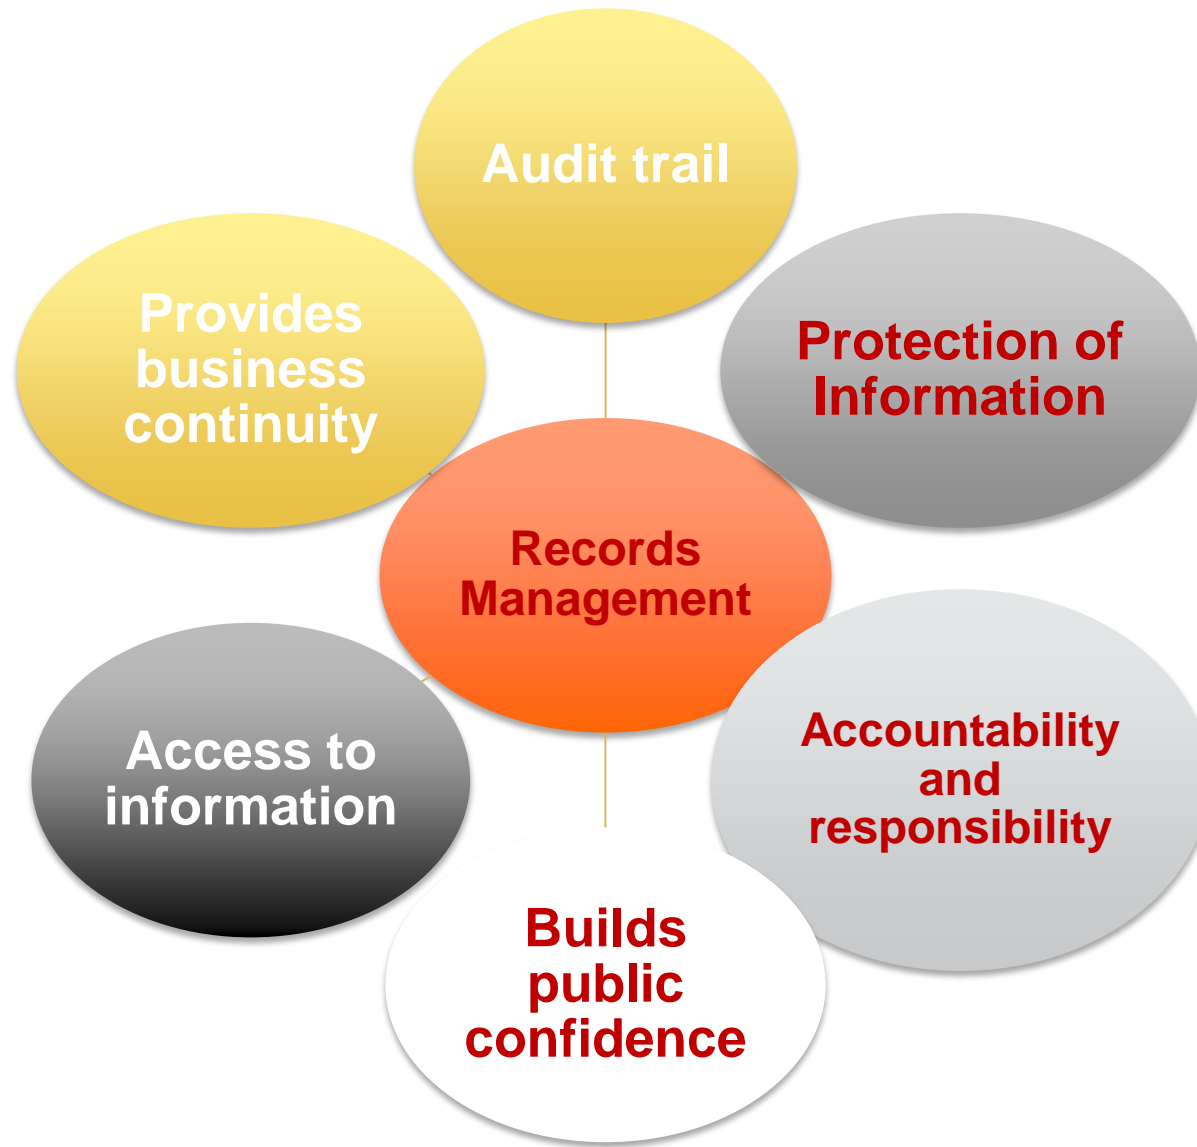 Audit trail
Provides
business
continuity
Protection of
Information
Records
Management
Access to
information
Accountability
and
responsibility
Builds
public
confidence